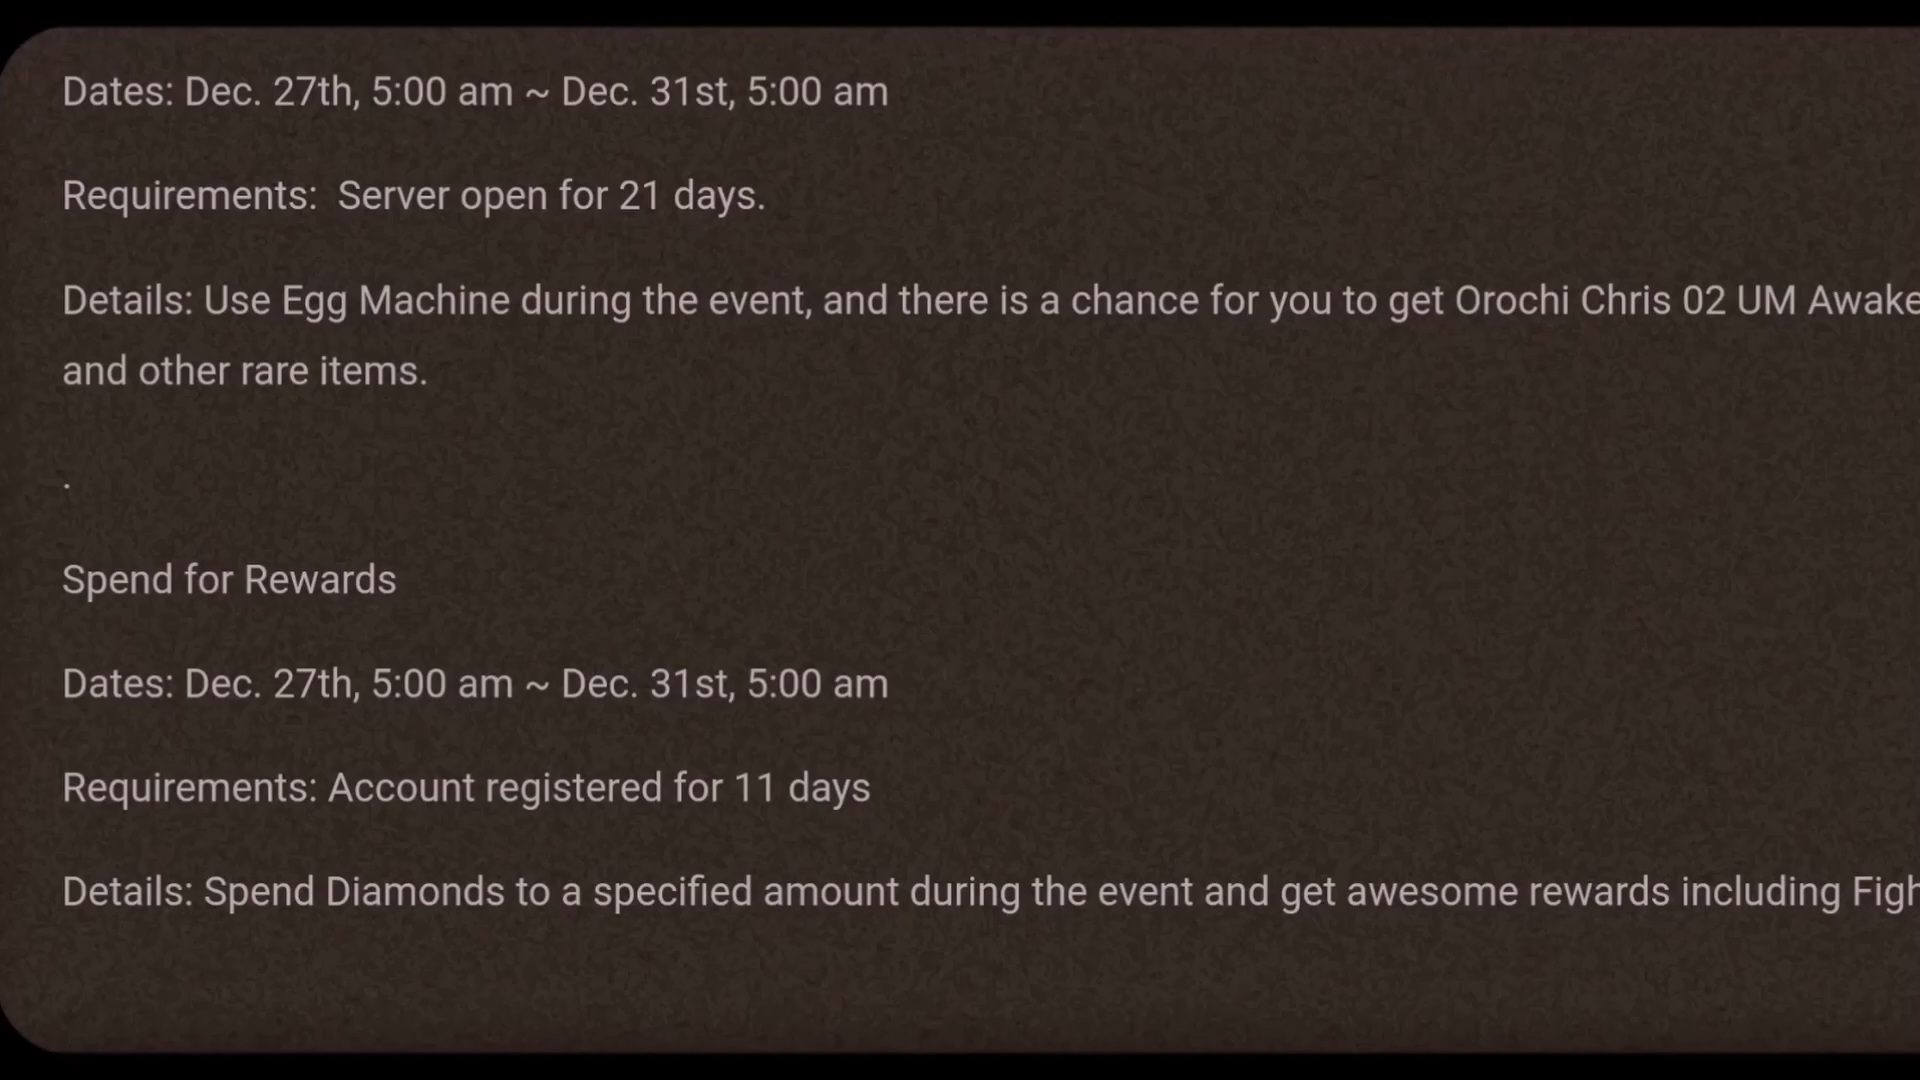 Dates: Dec. 27th, 5:00 am ~ Dec. 31st, 5:00 am
Requirements:  Server open for 21 days.
Details: Use Egg Machine during the event, and there is a chance for you to get Orochi Chris 02 UM
and other rare items.
.
Spend for Rewards
Dates: Dec. 27th, 5:00 am ~ Dec. 31st, 5:00 am
Requirements: Account registered for 11 days
Details: Spend Diamonds to a specified amount during the event and get awesome rewards including